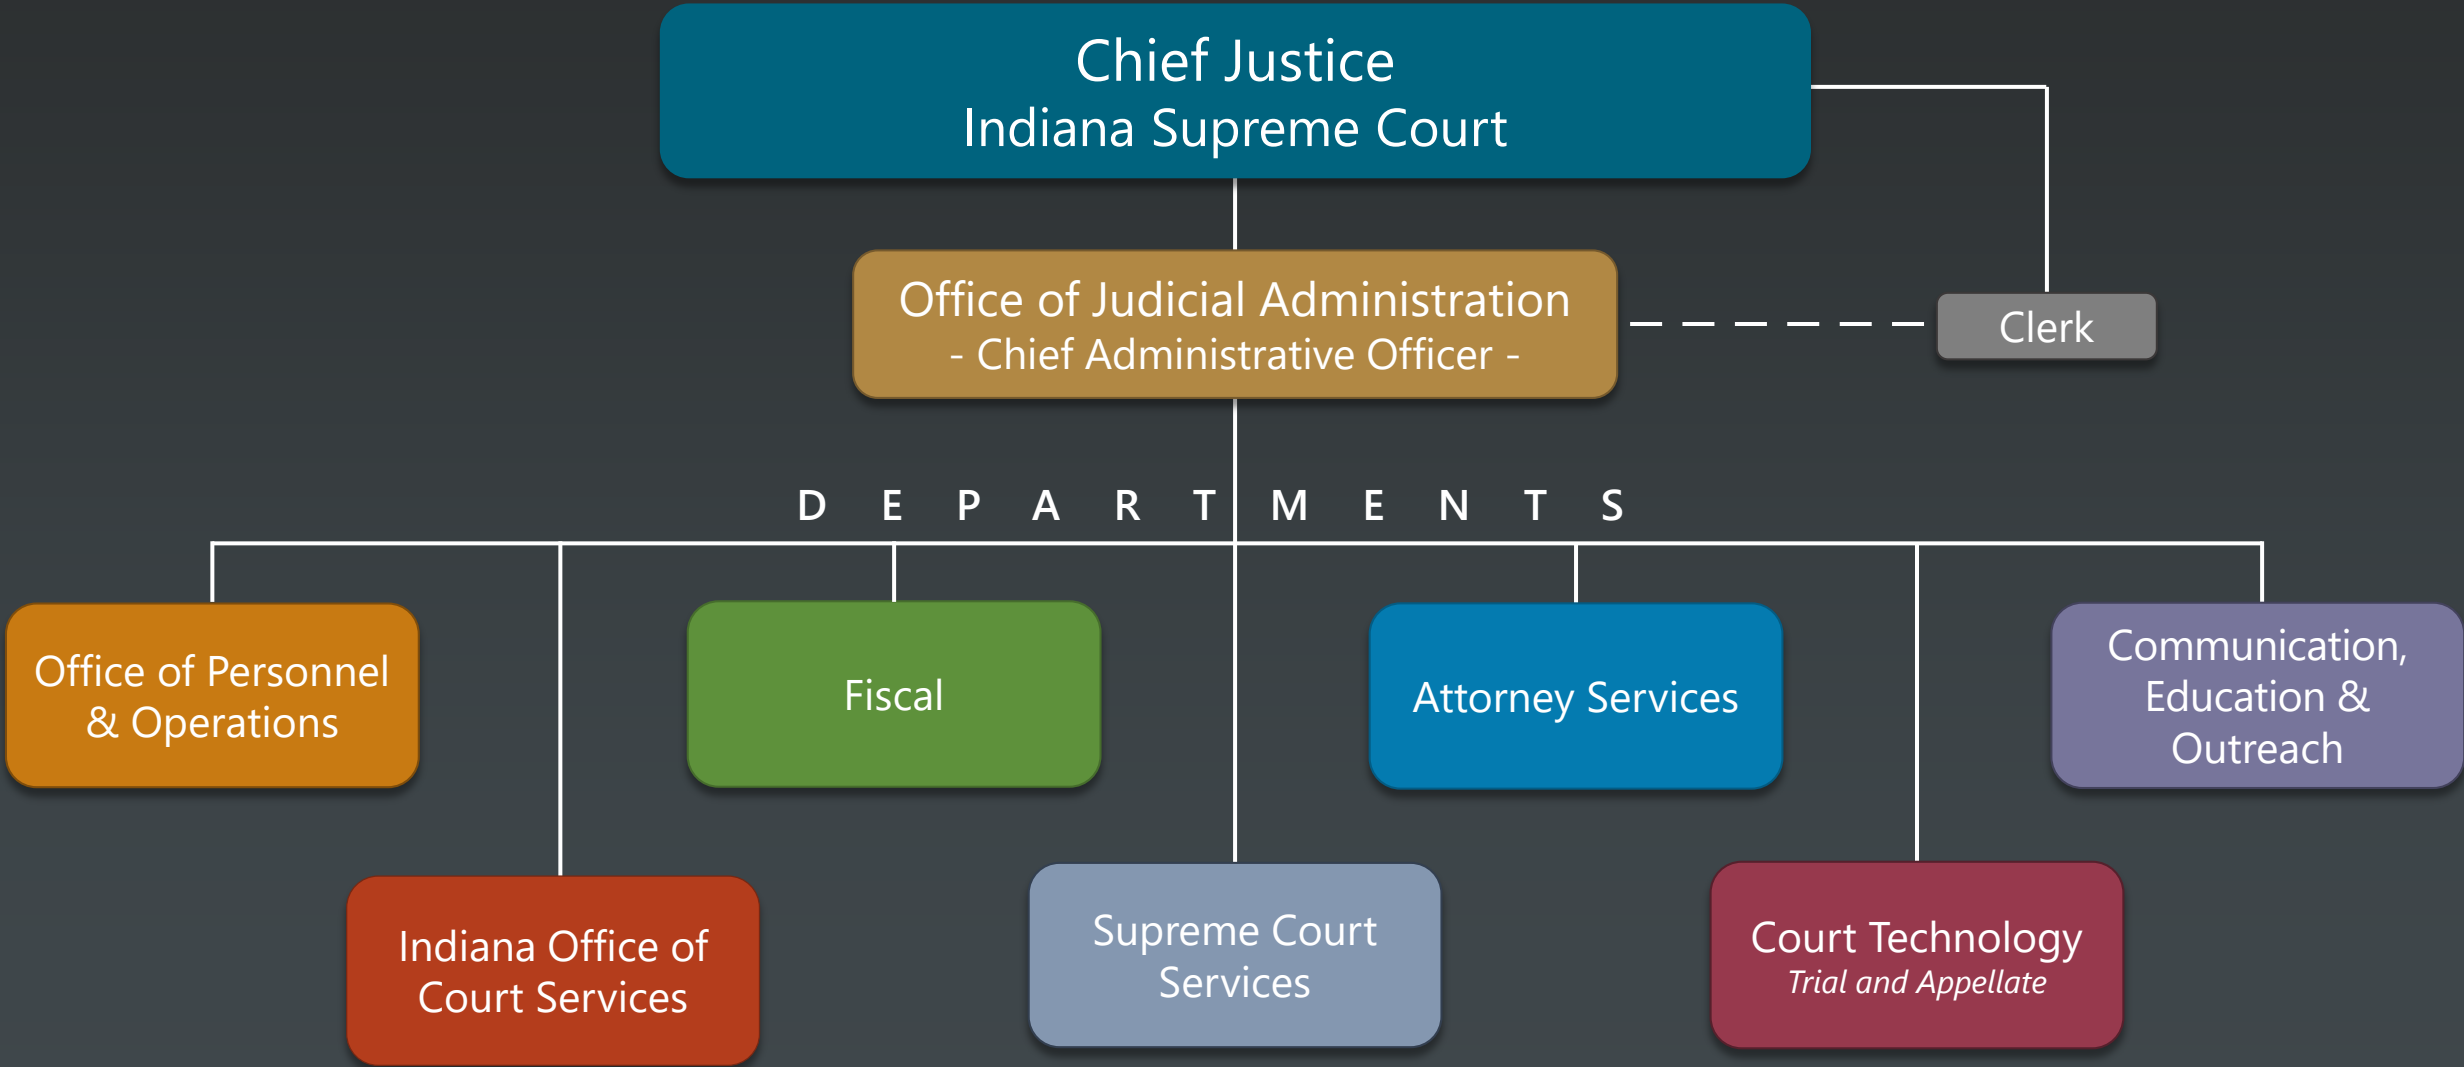 Chief Justice
Indiana Supreme Court
Office of Judicial Administration
- Chief Administrative Officer -
Clerk
D E P A R T M E N T S
Office of Personnel
& Operations
Fiscal
Attorney Services
Communication,
Education &
Outreach
Indiana Office of
Court Services
Supreme Court
Services
Court Technology
Trial and Appellate